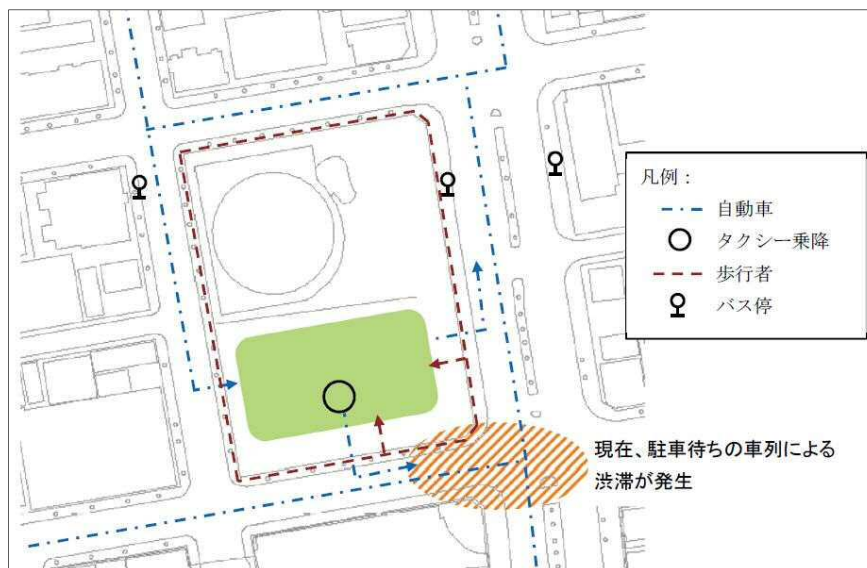 凡例：
自動車
タクシー乗降
歩行者
バス停
現在、駐車待ちの車列による
渋滞が発生